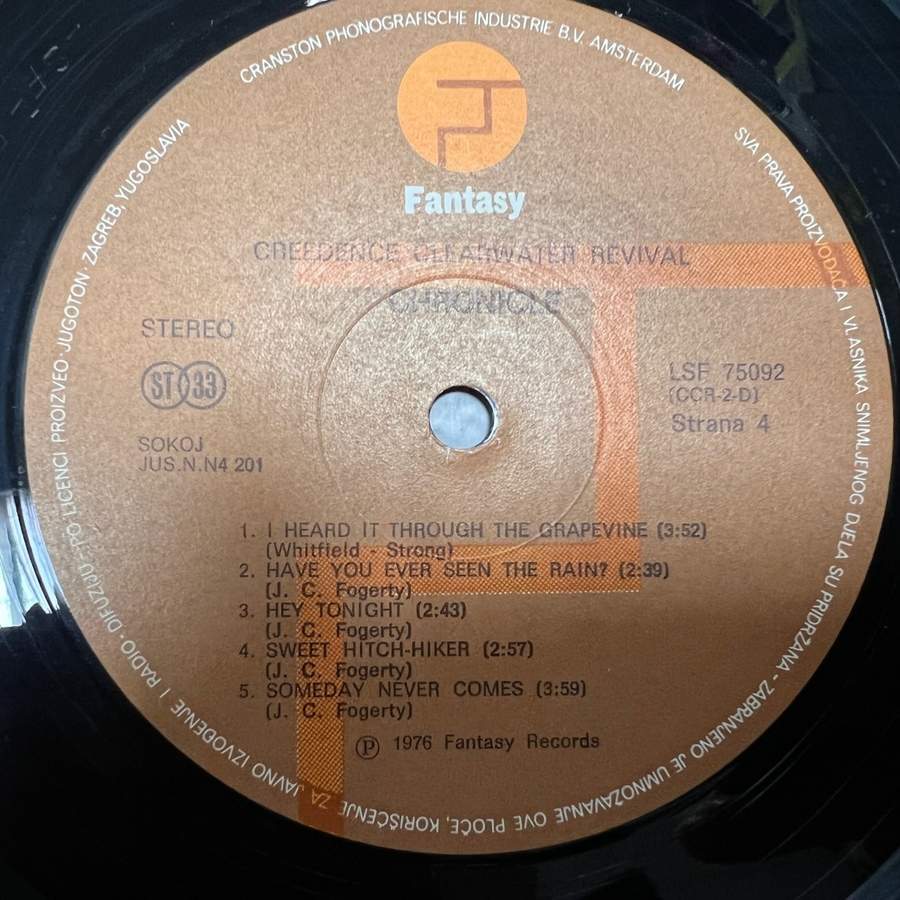 CRANSTON PHONOGRAFISCHE INDUSTRIE B.V. AMSTERDAM
Fantasy
CREEDENCE CLEARWATER REVIVAL
CHRONICLE
STEREO
ST 33
SOKOJ
JUS.N.N4 201
LSF 75092
(CCR-2-D)
Strana 4
1. I HEARD IT THROUGH THE GRAPEVINE (3:52)
(Whitfield - Strong)
2. HAVE YOU EVER SEEN THE RAIN? (2:39)
(J. C. Fogerty)
3. HEY TONIGHT (2:43)
(J. C. Fogerty)
4. SWEET HITCH-HIKER (2:57)
(J. C. Fogerty)
5. SOMEDAY NEVER COMES (3:59)
(J. C. Fogerty)
Ⓟ 1976 Fantasy Records
SVA PRAVA PROIZVOĐAČA I VLASNIKA SNIMLJENOG DJELA SU PRIDRŽANA - ZABRANJENO JE UMNOŽAVANJE OVE PLOČE, KORIŠĆENJE ZA JAVNO IZVOĐENJE I RADIO-DIFUZIJU - PO LICENCI PROIZVEO JUGOTON - ZAGREB, YUGOSLAVIA